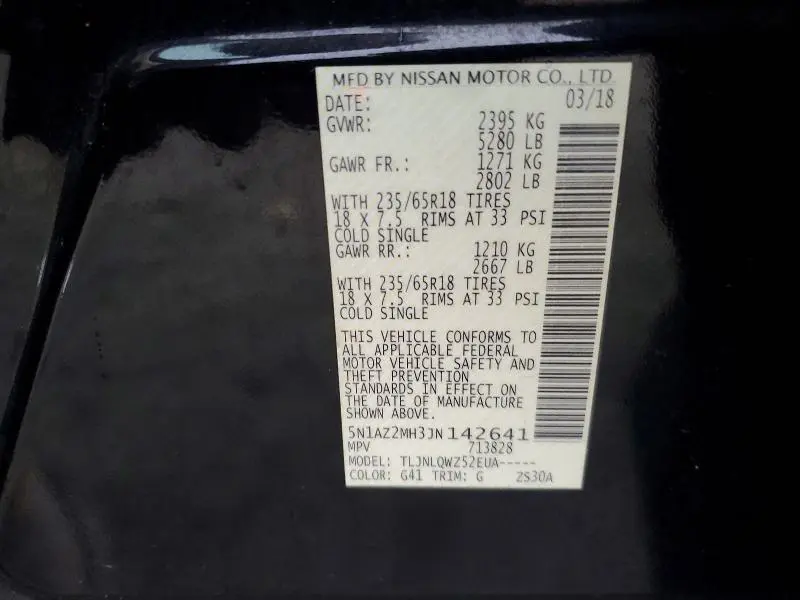 MFD BY NISSAN MOTOR CO., LTD.
DATE: 03/18
GVWR: 2395 KG
5280 LB
GAWR FR.: 1271 KG
2802 LB
WITH 235/65R18 TIRES
18 X 7.5 RIMS AT 33 PSI
COLD SINGLE
GAWR RR.: 1210 KG
2667 LB
WITH 235/65R18 TIRES
18 X 7.5 RIMS AT 33 PSI
COLD SINGLE
THIS VEHICLE CONFORMS TO
ALL APPLICABLE FEDERAL
MOTOR VEHICLE SAFETY AND
THEFT PREVENTION
STANDARDS IN EFFECT ON
THE DATE OF MANUFACTURE
SHOWN ABOVE.
5N1AZ2MH3JN142641
MPV 713828
MODEL: TLJNLQWZ52EUA-----
COLOR: G41 TRIM: G 2S30A